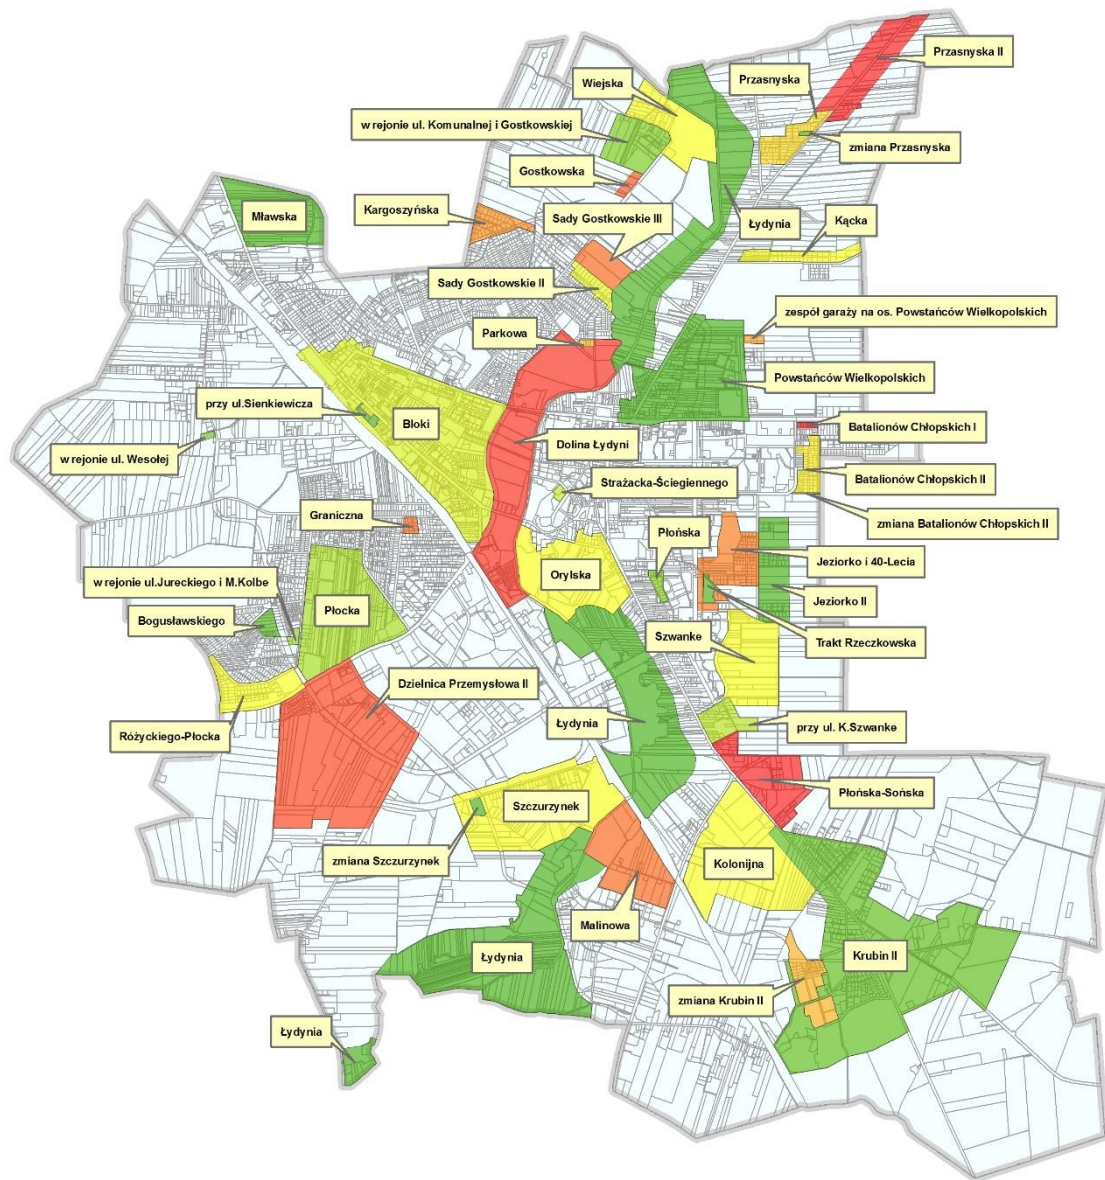 Przasnyska II
Wiejska
Przasnyska
w rejonie ul. Komunalnej i Gostkowskiej
zmiana Przasnyska
Gostkowska
Kargoszyńska
Sady Gostkowskie III
Łydynia
Kącka
Mławska
Sady Gostkowskie II
zespół garaży na os. Powstańców Wielkopolskich
Parkowa
Powstańców Wielkopolskich
przy ul.Sienkiewicza
Bloki
Batalionów Chłopskich I
w rejonie ul. Wesołej
Dolina Łydyni
Batalionów Chłopskich II
Strażacka-Ściegiennego
zmiana Batalionów Chłopskich II
Graniczna
Płońska
Jeziorko i 40-Lecia
w rejonie ul.Jureckiego i M.Kolbe
Orylska
Płocka
Jeziorko II
Bogusławskiego
Szwanke
Trakt Rzeczkowska
Dzielnica Przemysłowa II
Łydynia
przy ul. K.Szwanke
Różyckiego-Płocka
Płońska-Sońska
Szczurzynek
zmiana Szczurzynek
Kolonijna
Malinowa
Łydynia
Krubin II
zmiana Krubin II
Łydynia